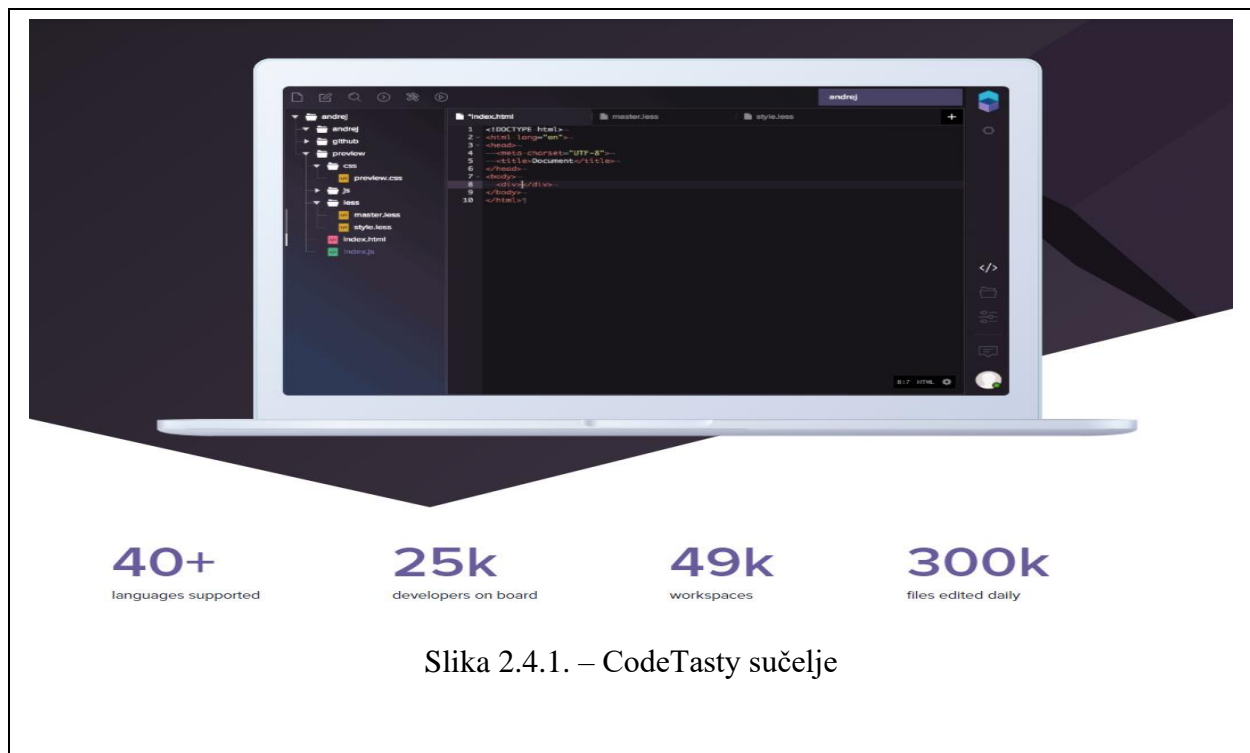 andrej
andrej
andrej
github
preview
css
preview.css
js
less
master.less
style.less
index.html
index.js
*index.html
master.less
style.less
+
1 <!DOCTYPE html>
2 <html lang="en">
3 <head>
4 <meta charset="UTF-8">
5 <title>Document</title>
6 </head>
7 <body>
8 <div></div>
9 </body>
10 </html>
</>
8:7 HTML
40+
languages supported
25k
developers on board
49k
workspaces
300k
files edited daily
Slika 2.4.1. – CodeTasty sučelje